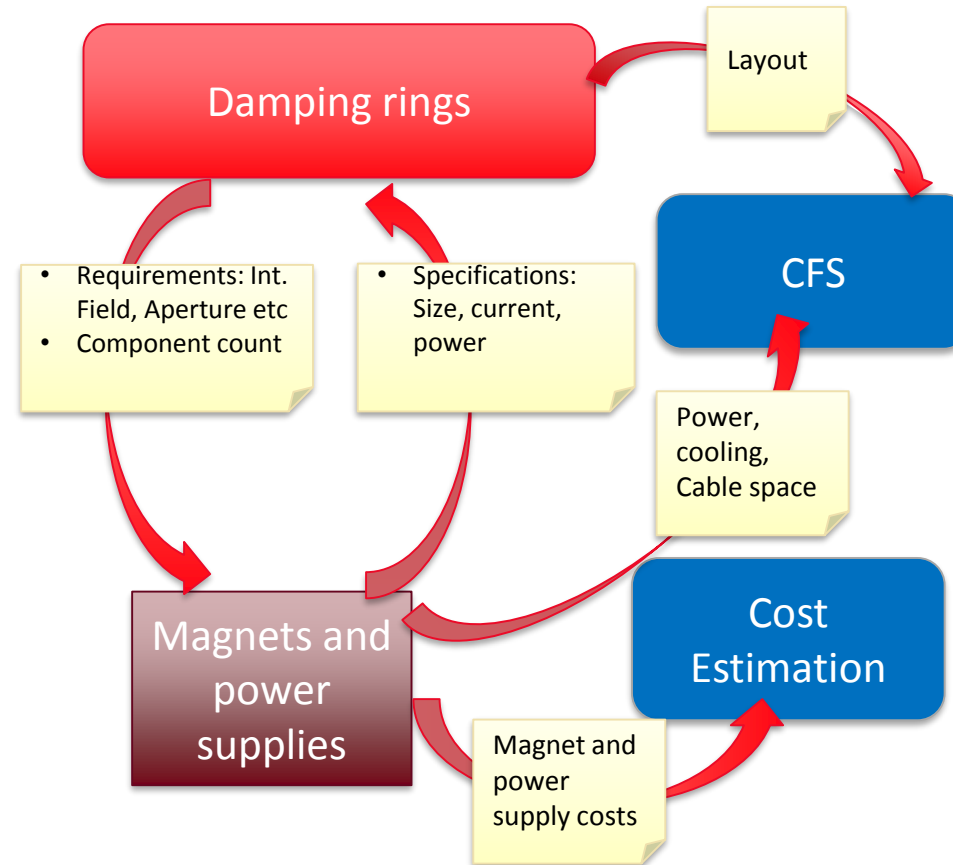 Damping rings
Layout
CFS
• Requirements: Int.
Field, Aperture etc
• Component count
• Specifications:
Size, current,
power
Power,
cooling,
Cable space
Magnets and
power
supplies
Cost
Estimation
Magnet and
power
supply costs